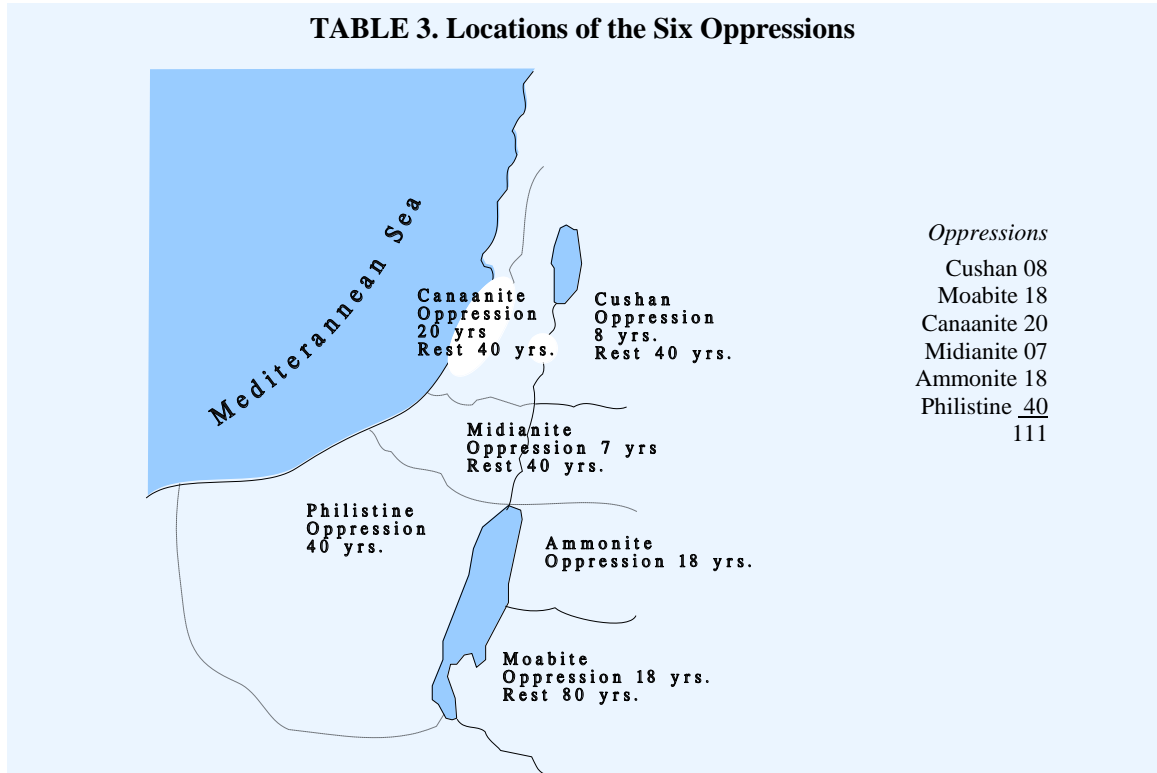 TABLE 3. Locations of the Six Oppressions
Mediterannean Sea
Canaanite
Oppression
20 yrs
Rest 40 yrs.
Cushan
Oppression
8 yrs.
Rest 40 yrs.
Midianite
Oppression 7 yrs
Rest 40 yrs.
Philistine
Oppression
40 yrs.
Ammonite
Oppression 18 yrs.
Moabite
Oppression 18 yrs.
Rest 80 yrs.
Oppressions
Cushan 08
Moabite 18
Canaanite 20
Midianite 07
Ammonite 18
Philistine 40
111